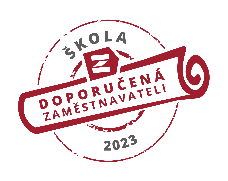 ŠKOLA
DOPORUČENÁ
ZAMĚSTNAVATELI
2023